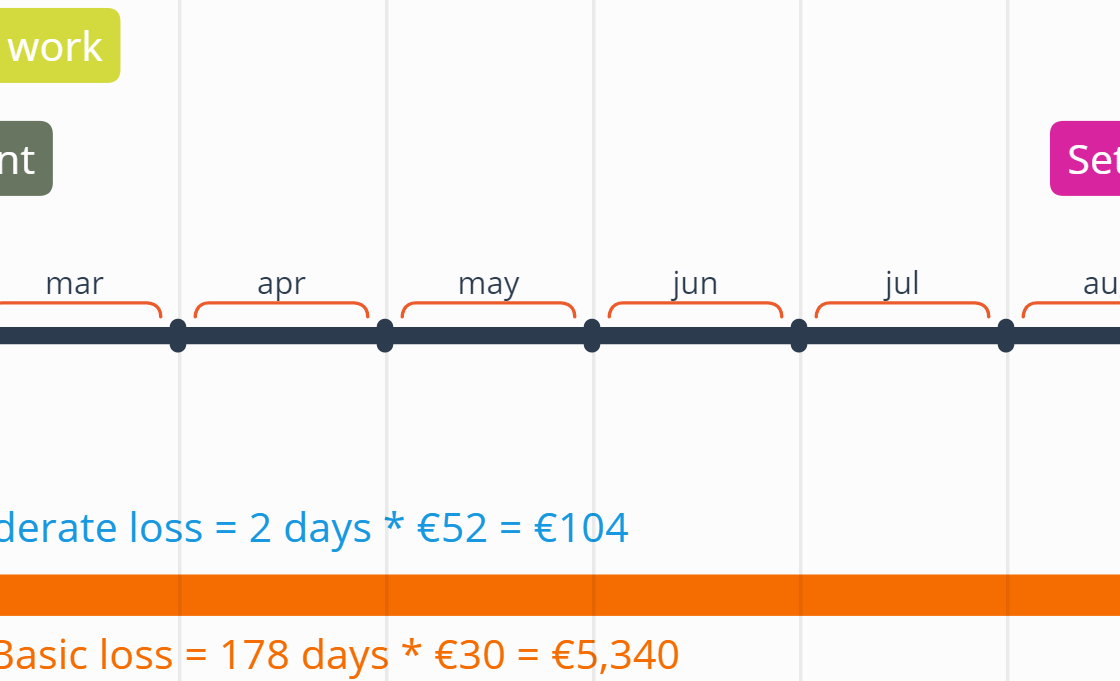 work
nt
Set
mar apr may jun jul au
derate loss = 2 days * €52 = €104
Basic loss = 178 days * €30 = €5,340